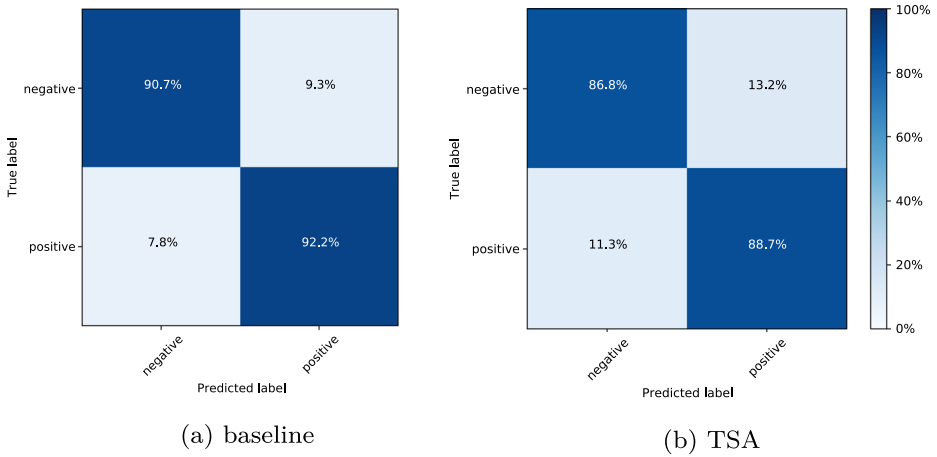 True label
negative
90.7%
9.3%
positive
7.8%
92.2%
negative
positive
Predicted label
(a) baseline
True label
negative
86.8%
13.2%
positive
11.3%
88.7%
negative
positive
Predicted label
(b) TSA
100%
80%
60%
40%
20%
0%